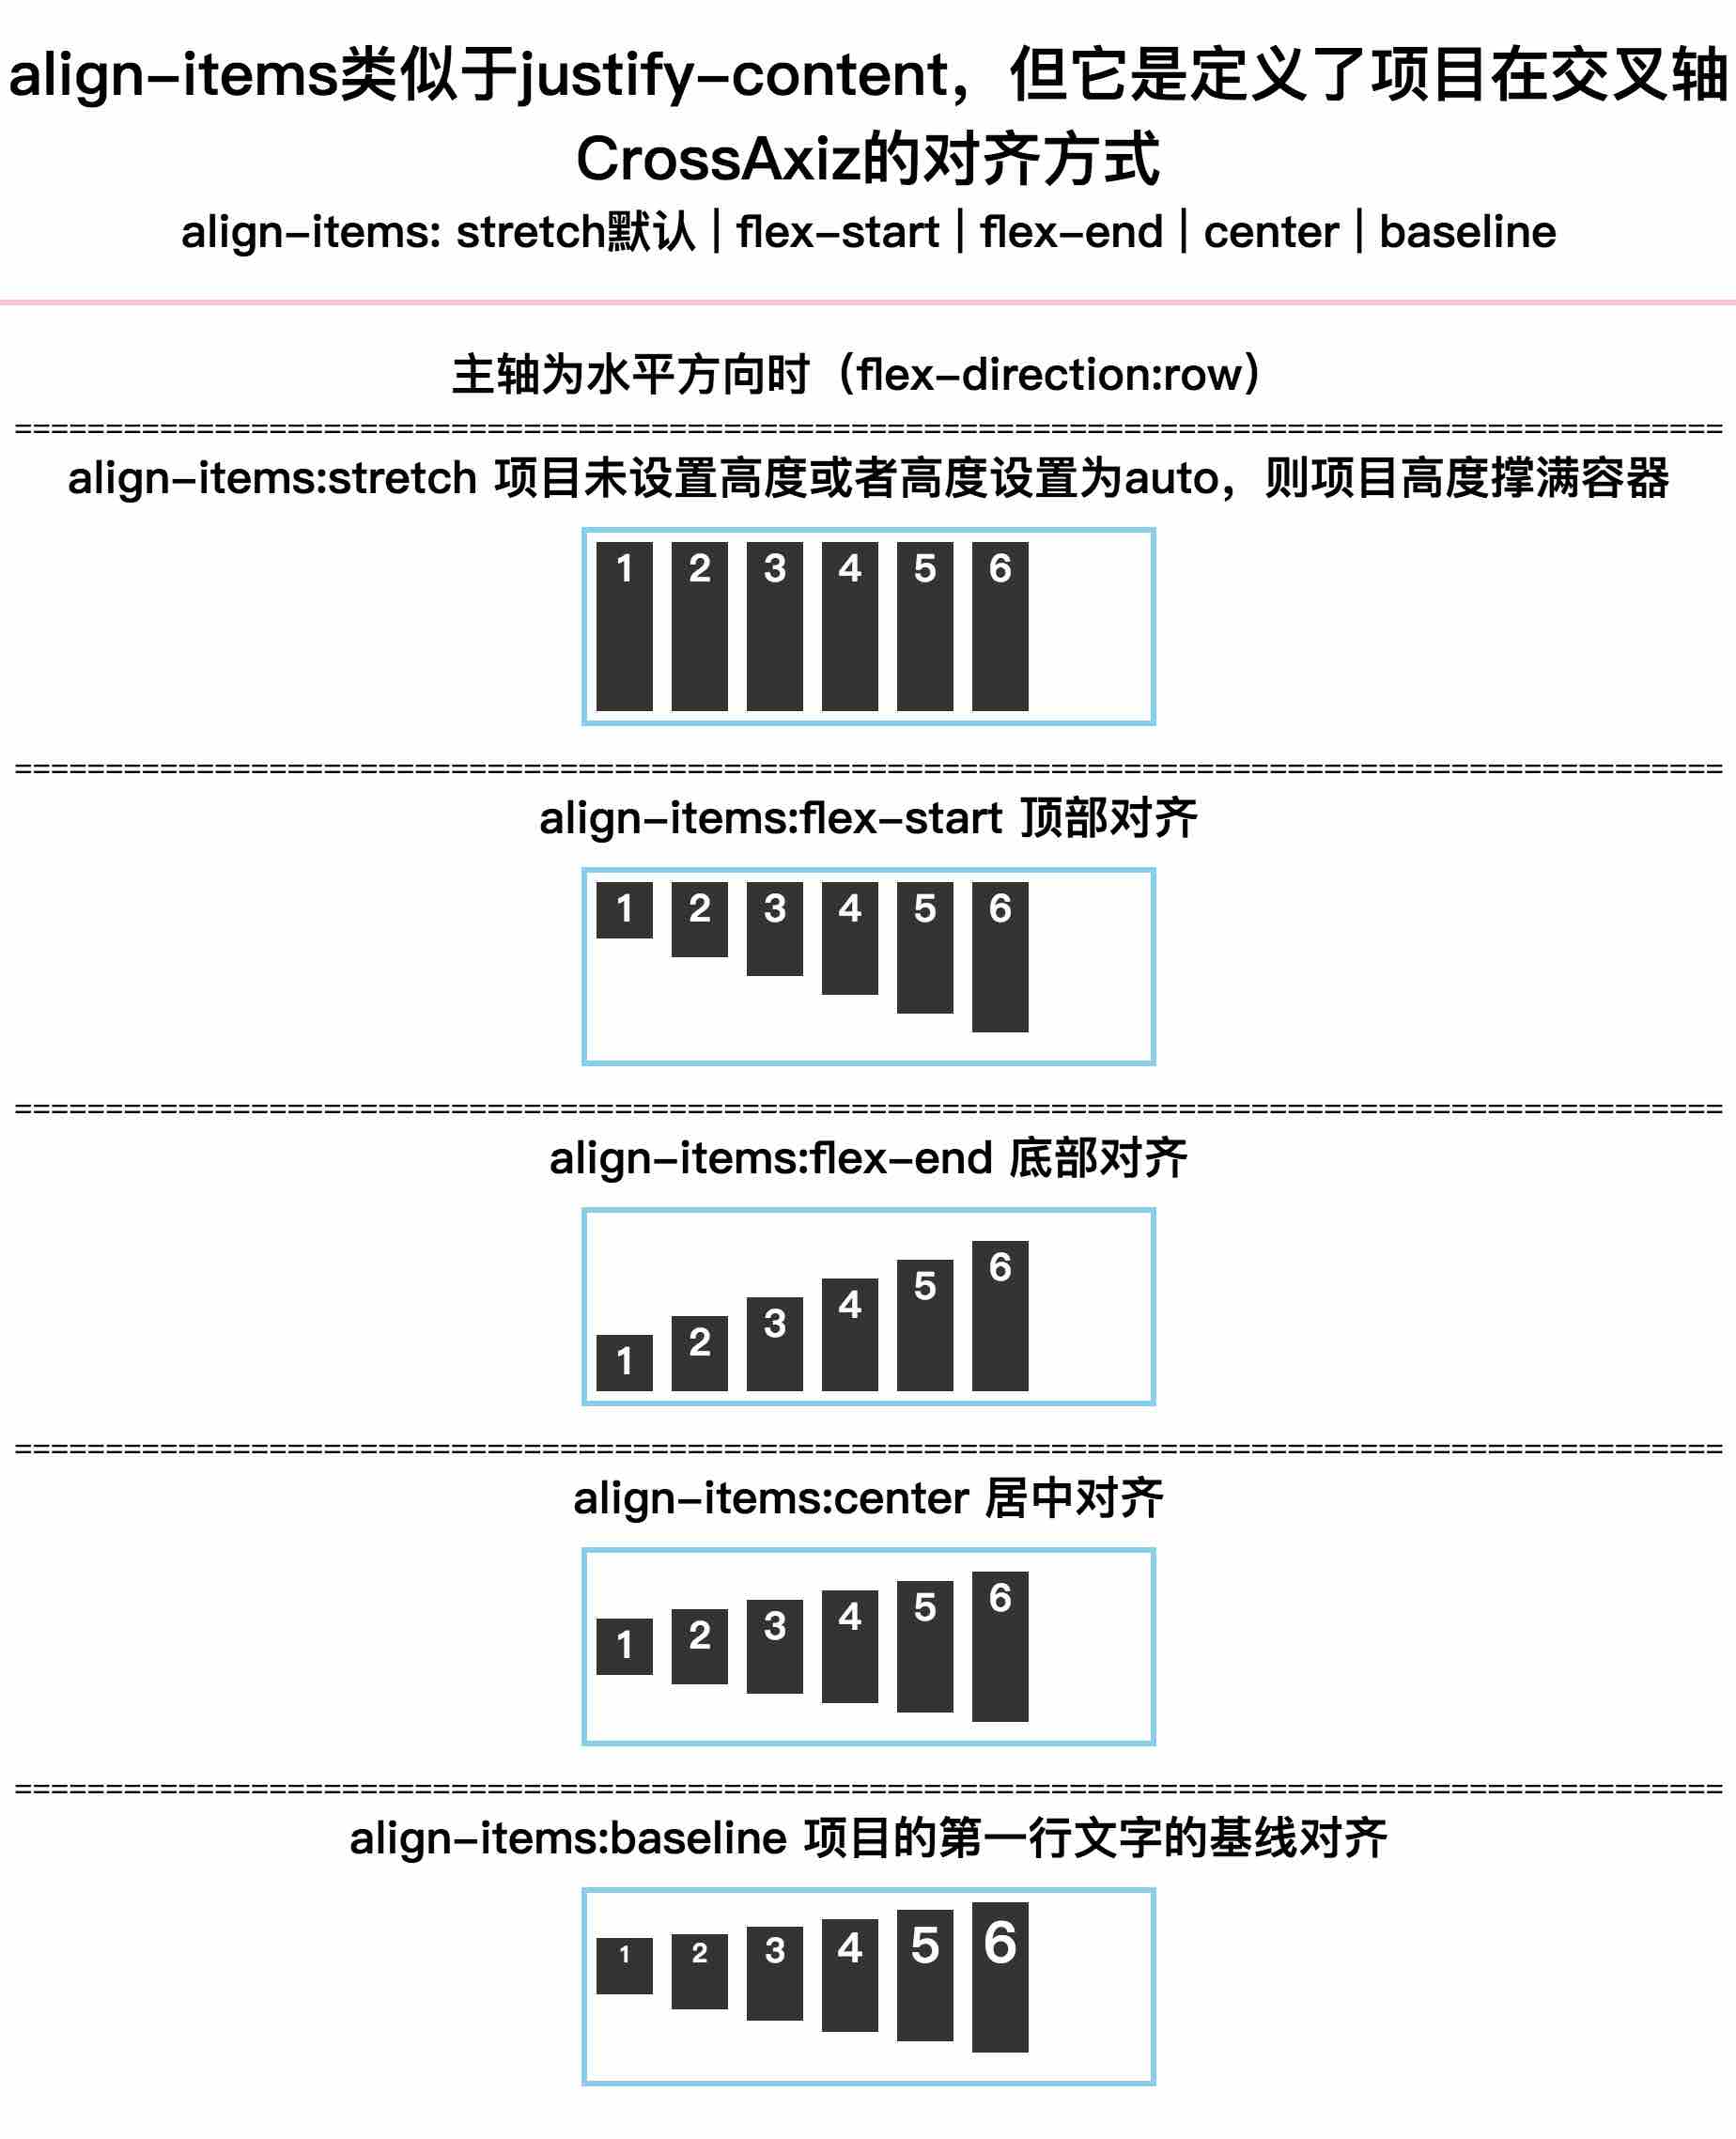 align-items类似于justify-content，但它是定义了项目在交叉轴
CrossAxiz的对齐方式
align-items: stretch默认 | flex-start | flex-end | center | baseline
主轴为水平方向时（flex-direction:row）
==============================================================================================
align-items:stretch 项目未设置高度或者高度设置为auto，则项目高度撑满容器
1 2 3 4 5 6
==============================================================================================
align-items:flex-start 顶部对齐
1 2 3 4 5 6
==============================================================================================
align-items:flex-end 底部对齐
1 2 3 4 5 6
==============================================================================================
align-items:center 居中对齐
1 2 3 4 5 6
==============================================================================================
align-items:baseline 项目的第一行文字的基线对齐
1 2 3 4 5 6